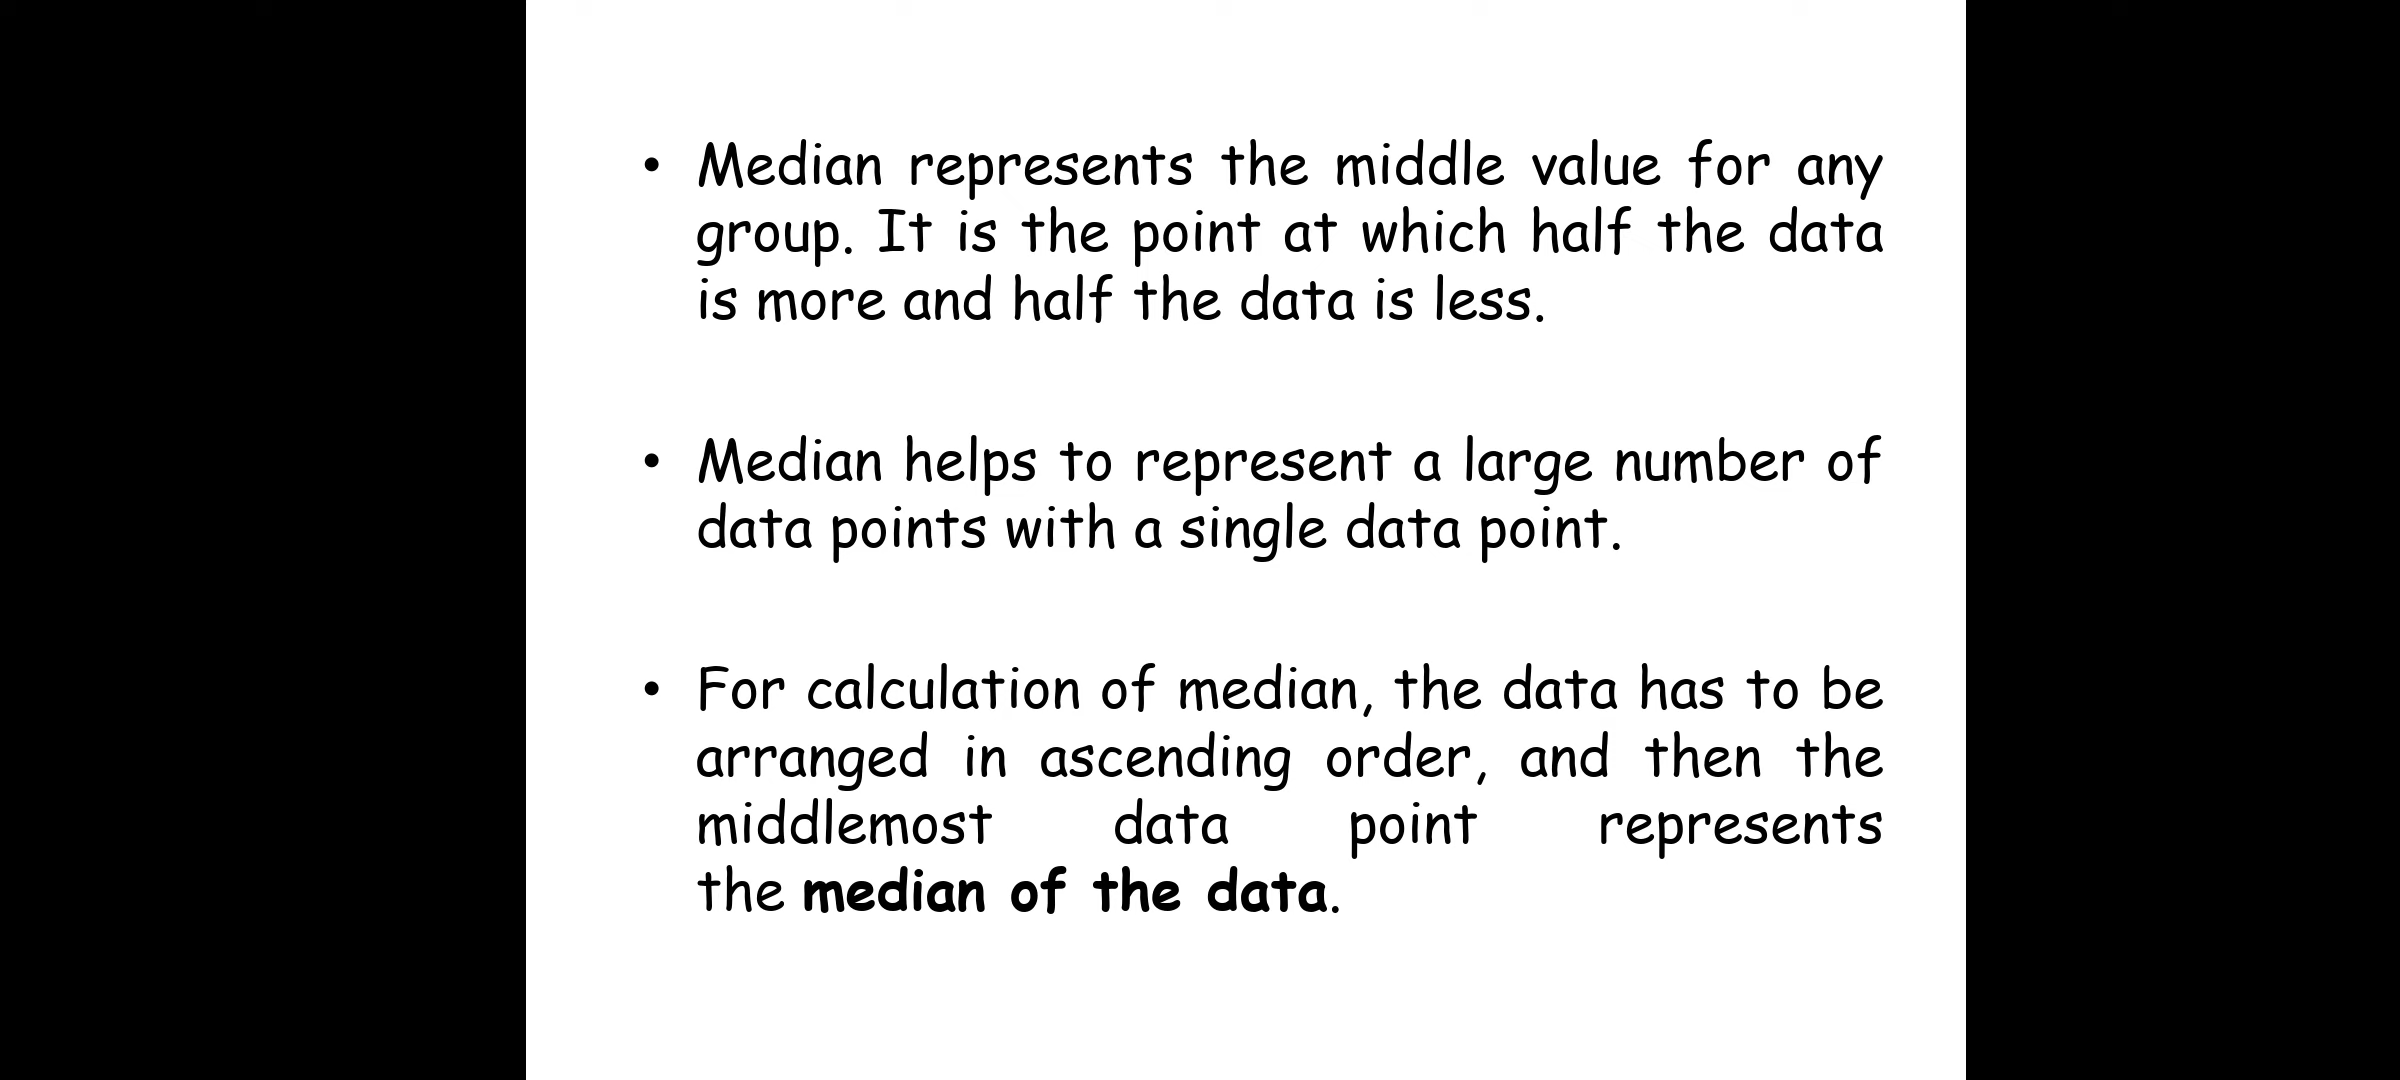 • Median represents the middle value for any
group. It is the point at which half the data
is more and half the data is less.
• Median helps to represent a large number of
data points with a single data point.
• For calculation of median, the data has to be
arranged in ascending order, and then the
middlemost data point represents
the median of the data.